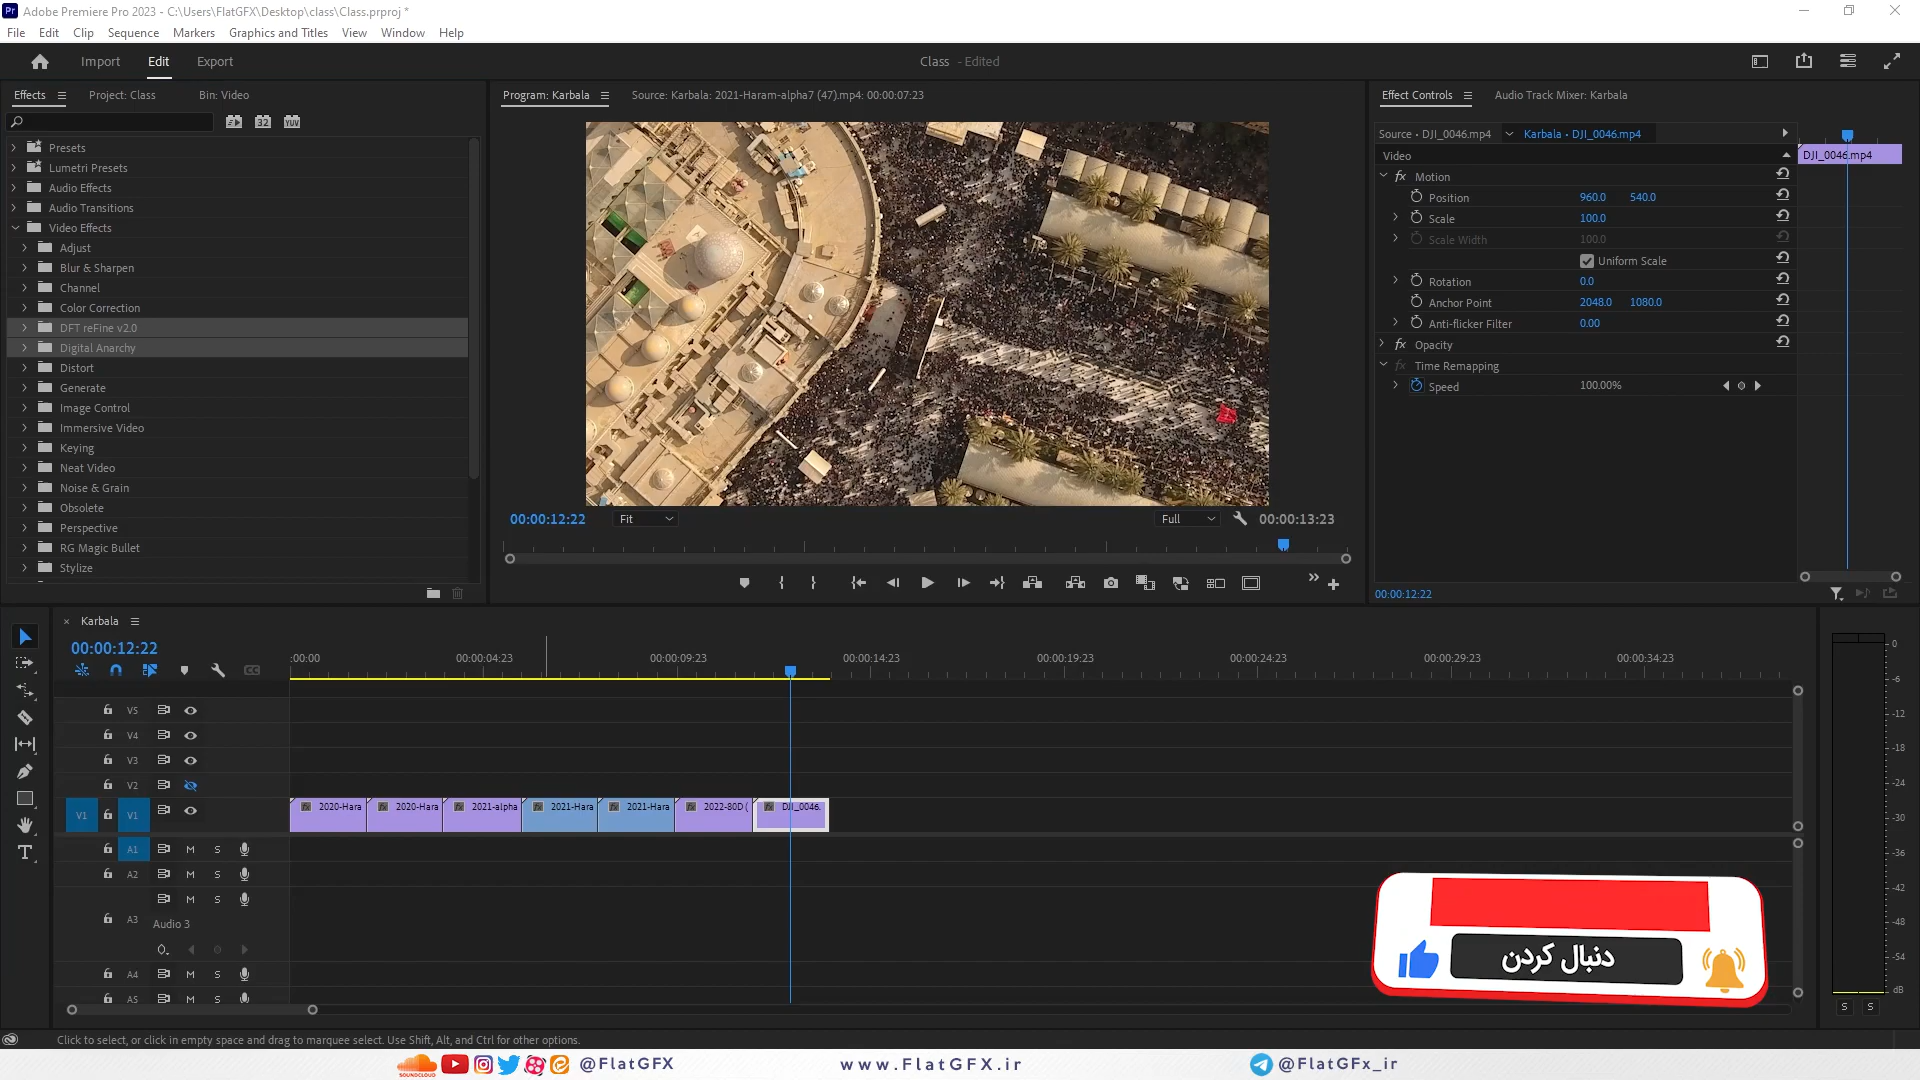 Adobe Premiere Pro 2023 - C:\Users\FlatGFX\Desktop\class\Class.prproj *
File Edit Clip Sequence Markers Graphics and Titles View Window Help
Import Edit Export
Class - Edited
Effects Project: Class Bin: Video
Presets
Lumetri Presets
Audio Effects
Audio Transitions
Video Effects
Adjust
Blur & Sharpen
Channel
Color Correction
DFT reFine v2.0
Digital Anarchy
Distort
Generate
Image Control
Immersive Video
Keying
Neat Video
Noise & Grain
Obsolete
Perspective
RG Magic Bullet
Stylize
Program: Karbala Source: Karbala: 2021-Haram-alpha7 (47).mp4: 00:00:07:23
00:00:12:22 Fit Full 00:00:13:23
Effect Controls Audio Track Mixer: Karbala
Source • DJI_0046.mp4 Karbala • DJI_0046.mp4
Video DJI_0046.mp4
fx Motion
Position 960.0 540.0
Scale 100.0
Scale Width 100.0
Uniform Scale
Rotation 0.0
Anchor Point 2048.0 1080.0
Anti-flicker Filter 0.00
fx Opacity
fx Time Remapping
Speed 100.00%
00:00:12:22
Karbala
00:00:12:22
:00:00 00:00:04:23 00:00:09:23 00:00:14:23 00:00:19:23 00:00:24:23 00:00:29:23 00:00:34:23
V5
V4
V3
V2
V1 V1 2020-Hara 2020-Hara 2021-alpha 2021-Hara 2021-Hara 2022-80D ( DJI_0046.
A1 M S
A2 M S
M S
A3
Audio 3
A4 M S
A5 M S
0
-6
-12
-18
-24
-30
-36
-42
-48
-54
dB
S S
دنبال کردن
Click to select, or click in empty space and drag to marquee select. Use Shift, Alt, and Ctrl for other options.
SOUNDCLOUD @FlatGFX www.FlatGFX.ir @FlatGFx_ir